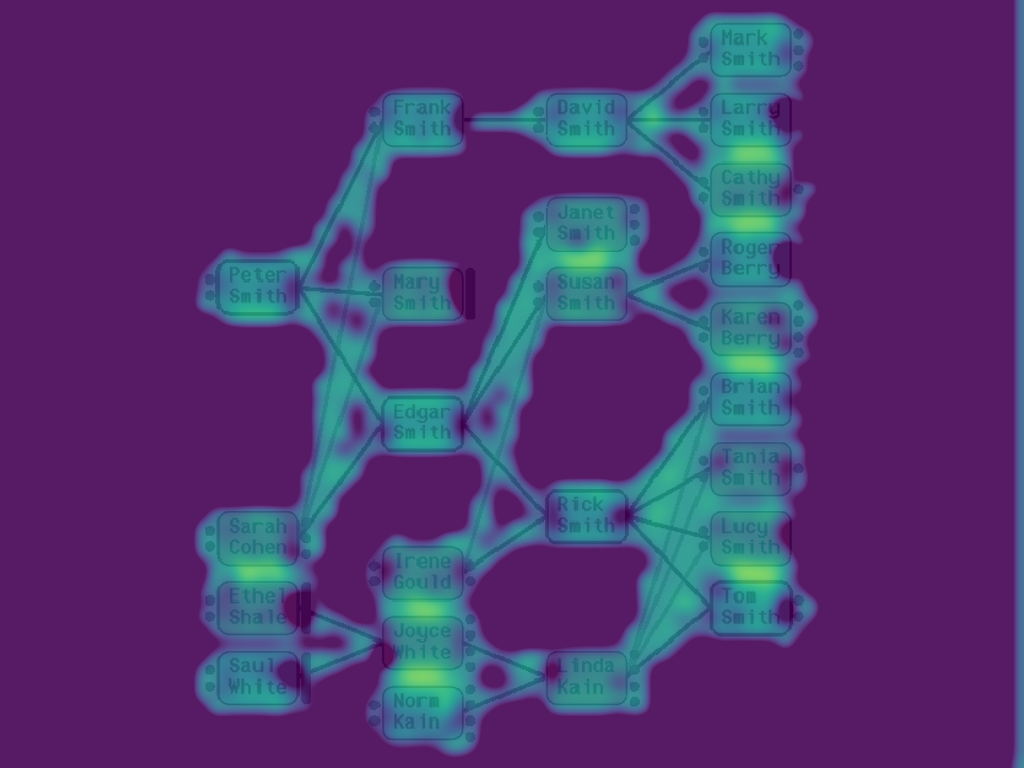 Mark
Smith
Frank
Smith
David
Smith
Larry
Smith
Cathy
Smith
Janet
Smith
Roger
Berry
Peter
Smith
Mary
Smith
Susan
Smith
Karen
Berry
Edgar
Smith
Brian
Smith
Tania
Smith
Rick
Smith
Sarah
Cohen
Lucy
Smith
Irene
Gould
Ethel
Shale
Tom
Smith
Joyce
White
Saul
White
Linda
Kain
Norm
Kain